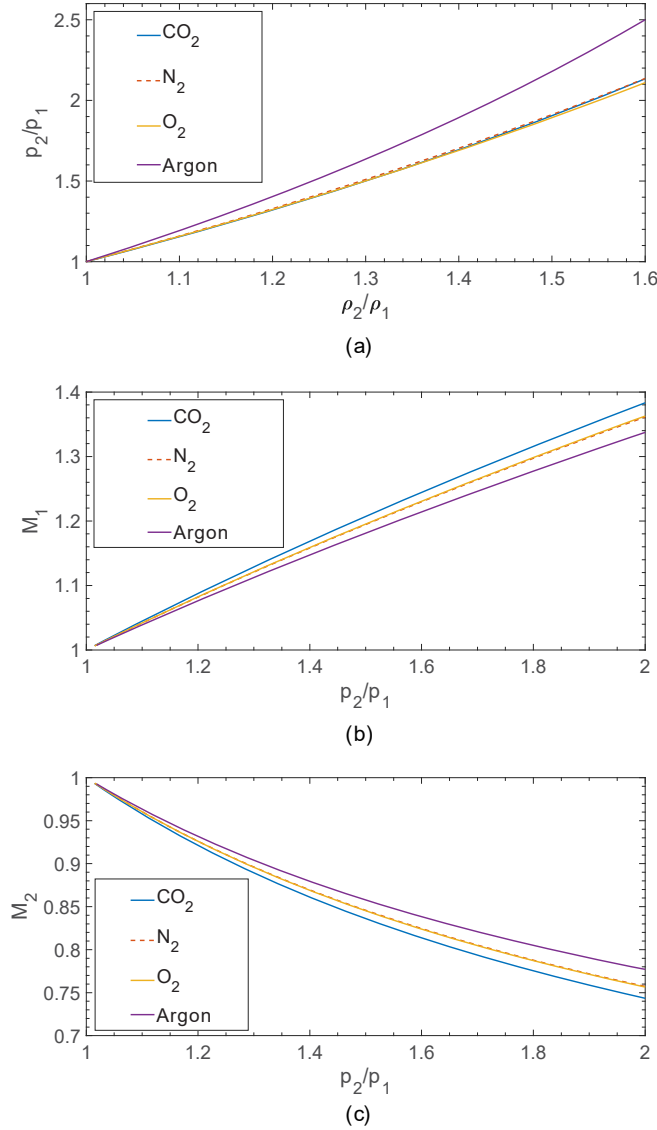 2.5
2
1.5
1
p2/p1
CO2
N2
O2
Argon
1 1.1 1.2 1.3 1.4 1.5 1.6
ρ2/ρ1
(a)
1.4
1.3
1.2
1.1
1
M1
CO2
N2
O2
Argon
1 1.2 1.4 1.6 1.8 2
p2/p1
(b)
1
0.95
0.9
0.85
0.8
0.75
0.7
M2
CO2
N2
O2
Argon
1 1.2 1.4 1.6 1.8 2
p2/p1
(c)